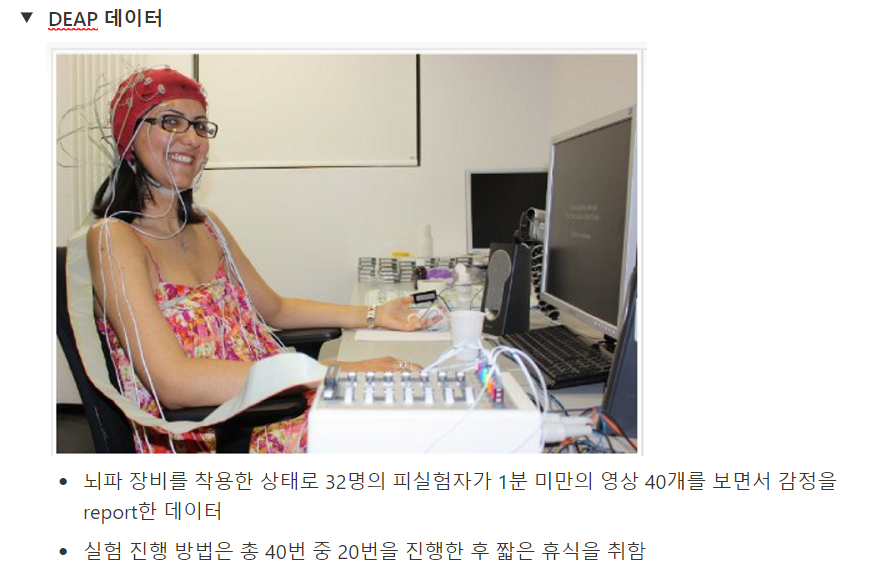 DEAP 데이터
뇌파 장비를 착용한 상태로 32명의 피실험자가 1분 미만의 영상 40개를 보면서 감정을
report한 데이터
실험 진행 방법은 총 40번 중 20번을 진행한 후 짧은 휴식을 취함